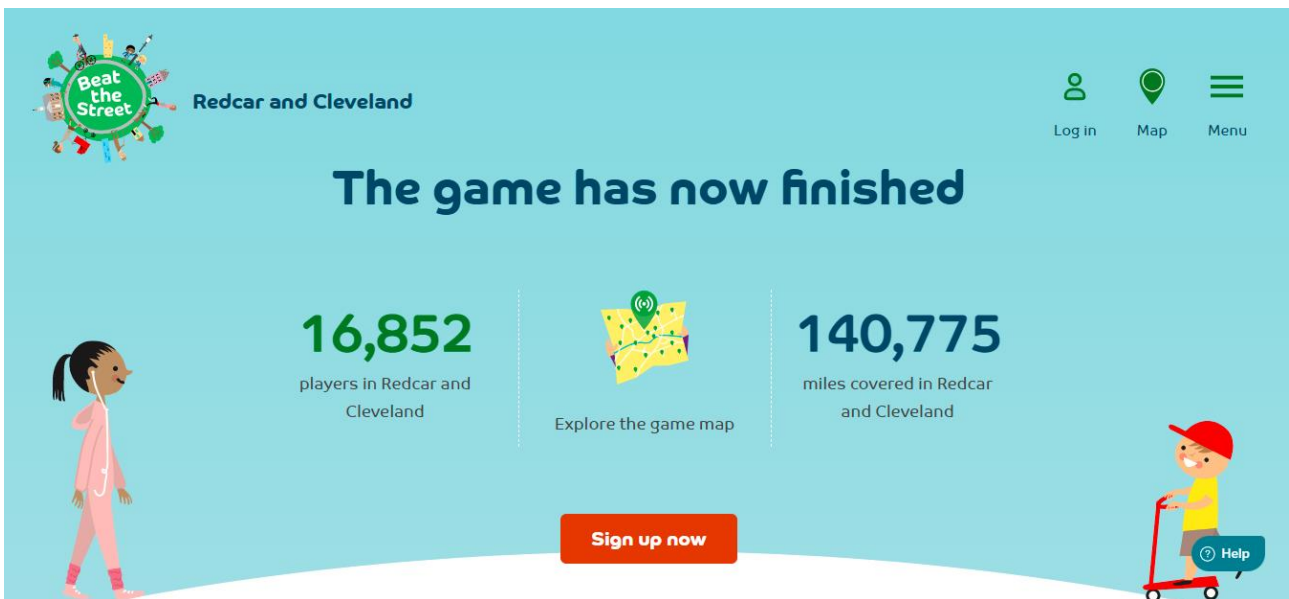 Beat
the
Street
Redcar and Cleveland
Log in
Map
Menu
The game has now finished
16,852
players in Redcar and
Cleveland
Explore the game map
140,775
miles covered in Redcar
and Cleveland
Sign up now
? Help